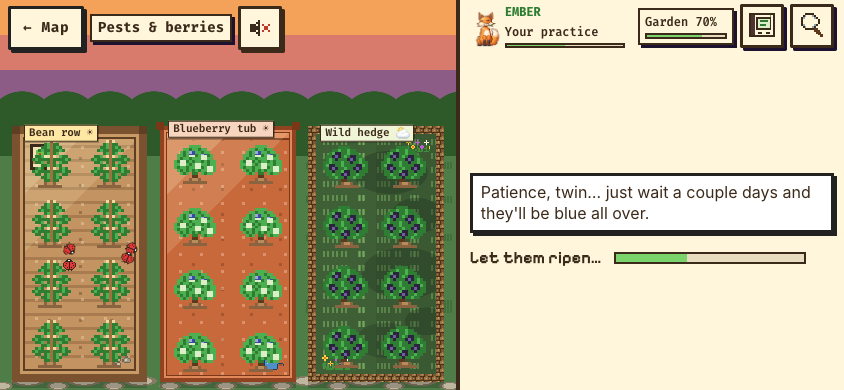 ← Map
Pests & berries
EMBER
Your practice
Garden 70%
Bean row ☀
Blueberry tub ☀
Wild hedge ⛅
Patience, twin... just wait a couple days and
they'll be blue all over.
Let them ripen...